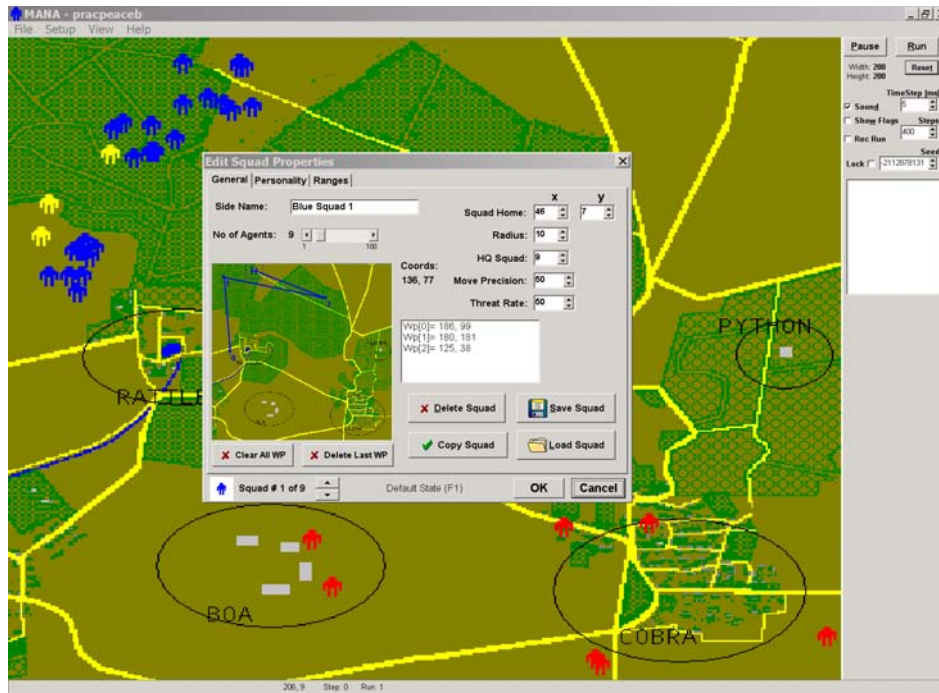 MANA - pracpeaceb
File Setup View Help
Pause Run
Width: 200
Height: 200
Reset
TimeStep [ms]
Sound 5
Show Flags Steps
400
Rec Run
Seed
Lock -2112878131
Edit Squad Properties
General Personality Ranges
Side Name: Blue Squad 1
No of Agents: 9
1 100
x y
Squad Home: 46 7
Radius: 10
HQ Squad: 9
Coords:
136, 77
Move Precision: 50
Threat Rate: 50
Wp[0]= 186, 99
Wp[1]= 180, 181
Wp[2]= 125, 38
Delete Squad Save Squad
Copy Squad Load Squad
Clear All WP Delete Last WP
Squad # 1 of 9 Default State (F1) OK Cancel
PYTHON
RATTLE
BOA
COBRA
206, 9 Step: 0 Run: 1